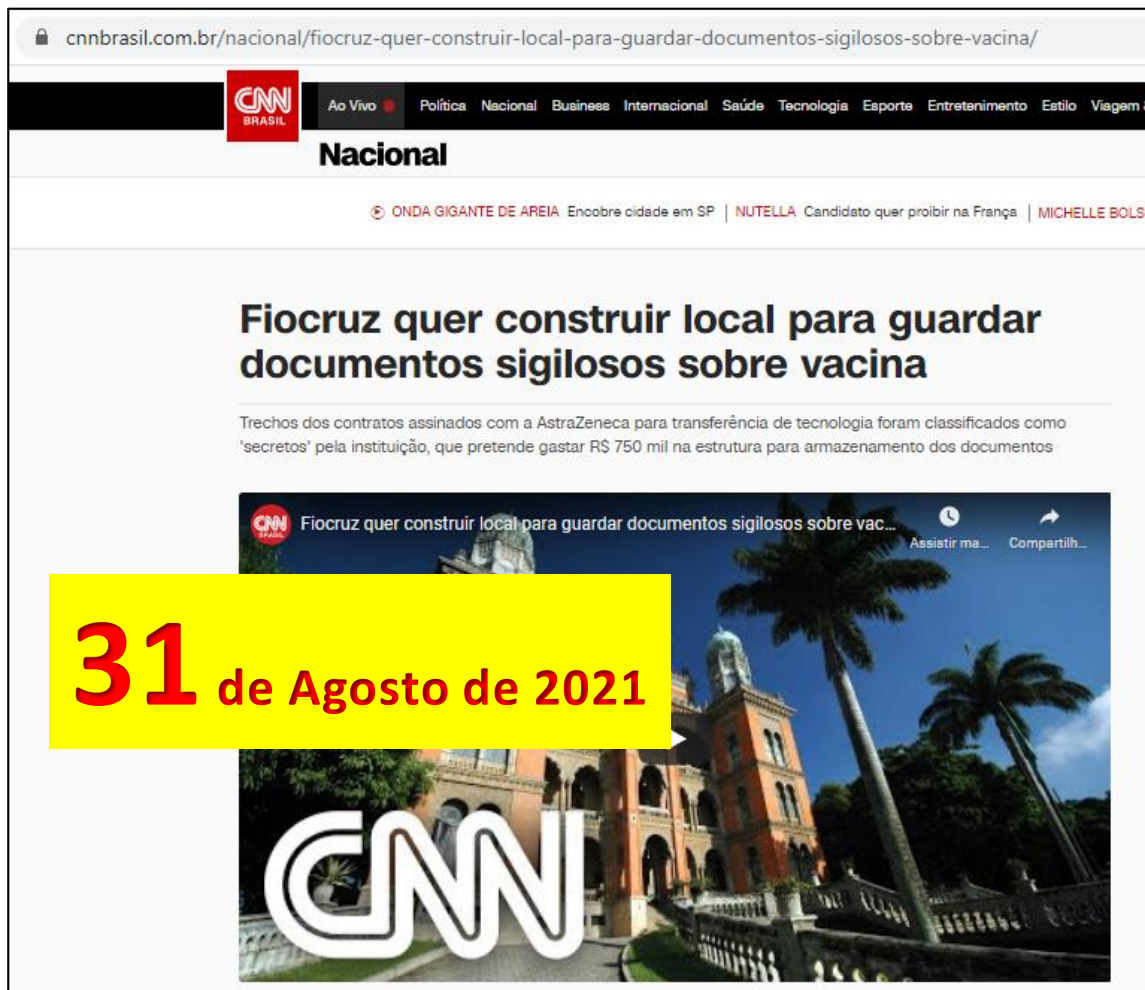 cnnbrasil.com.br/nacional/fiocruz-quer-construir-local-para-guardar-documentos-sigilosos-sobre-vacina/
CNN
BRASIL
Ao Vivo Política Nacional Business Internacional Saúde Tecnologia Esporte Entretenimento Estilo Viagem &
Nacional
ONDA GIGANTE DE AREIA Encobre cidade em SP | NUTELLA Candidato quer proibir na França | MICHELLE BOLS
Fiocruz quer construir local para guardar
documentos sigilosos sobre vacina
Trechos dos contratos assinados com a AstraZeneca para transferência de tecnologia foram classificados como
'secretos' pela instituição, que pretende gastar R$ 750 mil na estrutura para armazenamento dos documentos
CNN
BRASIL
Fiocruz quer construir local para guardar documentos sigilosos sobre vac...
Assistir ma...
Compartilh...
31 de Agosto de 2021
CNN